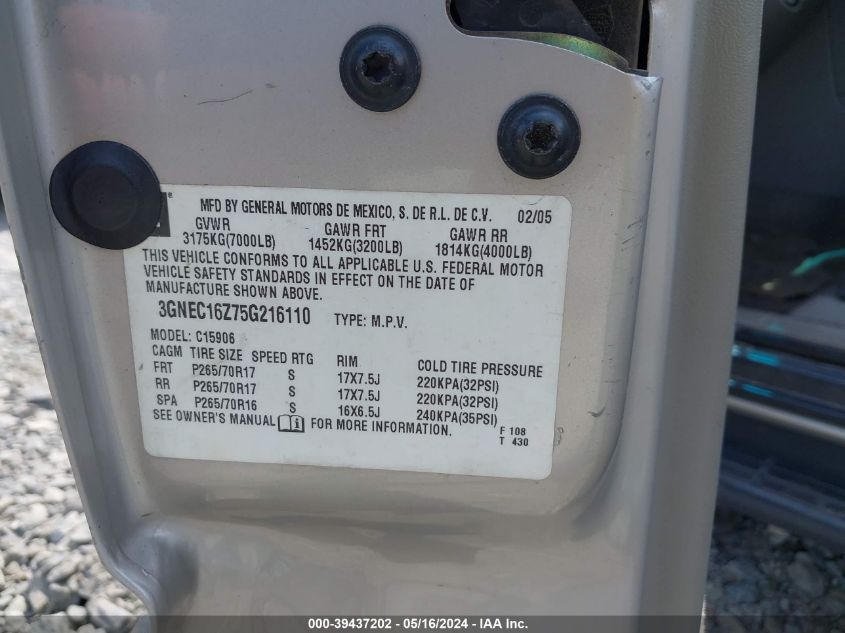 MFD BY GENERAL MOTORS DE MEXICO, S. DE R.L. DE C.V. 02/05
GVWR GAWR FRT GAWR RR
3175KG(7000LB) 1452KG(3200LB) 1814KG(4000LB)
THIS VEHICLE CONFORMS TO ALL APPLICABLE U.S. FEDERAL MOTOR
VEHICLE SAFETY STANDARDS IN EFFECT ON THE DATE OF
MANUFACTURE SHOWN ABOVE.
3GNEC16Z75G216110 TYPE: M.P.V.
MODEL: C15906
CAGM TIRE SIZE SPEED RTG RIM COLD TIRE PRESSURE
FRT P265/70R17 S 17X7.5J 220KPA(32PSI)
RR P265/70R17 S 17X7.5J 220KPA(32PSI)
SPA P265/70R16 S 16X6.5J 240KPA(35PSI)
SEE OWNER'S MANUAL FOR MORE INFORMATION.
F 108
T 430
000-39437202 - 05/16/2024 - IAA Inc.